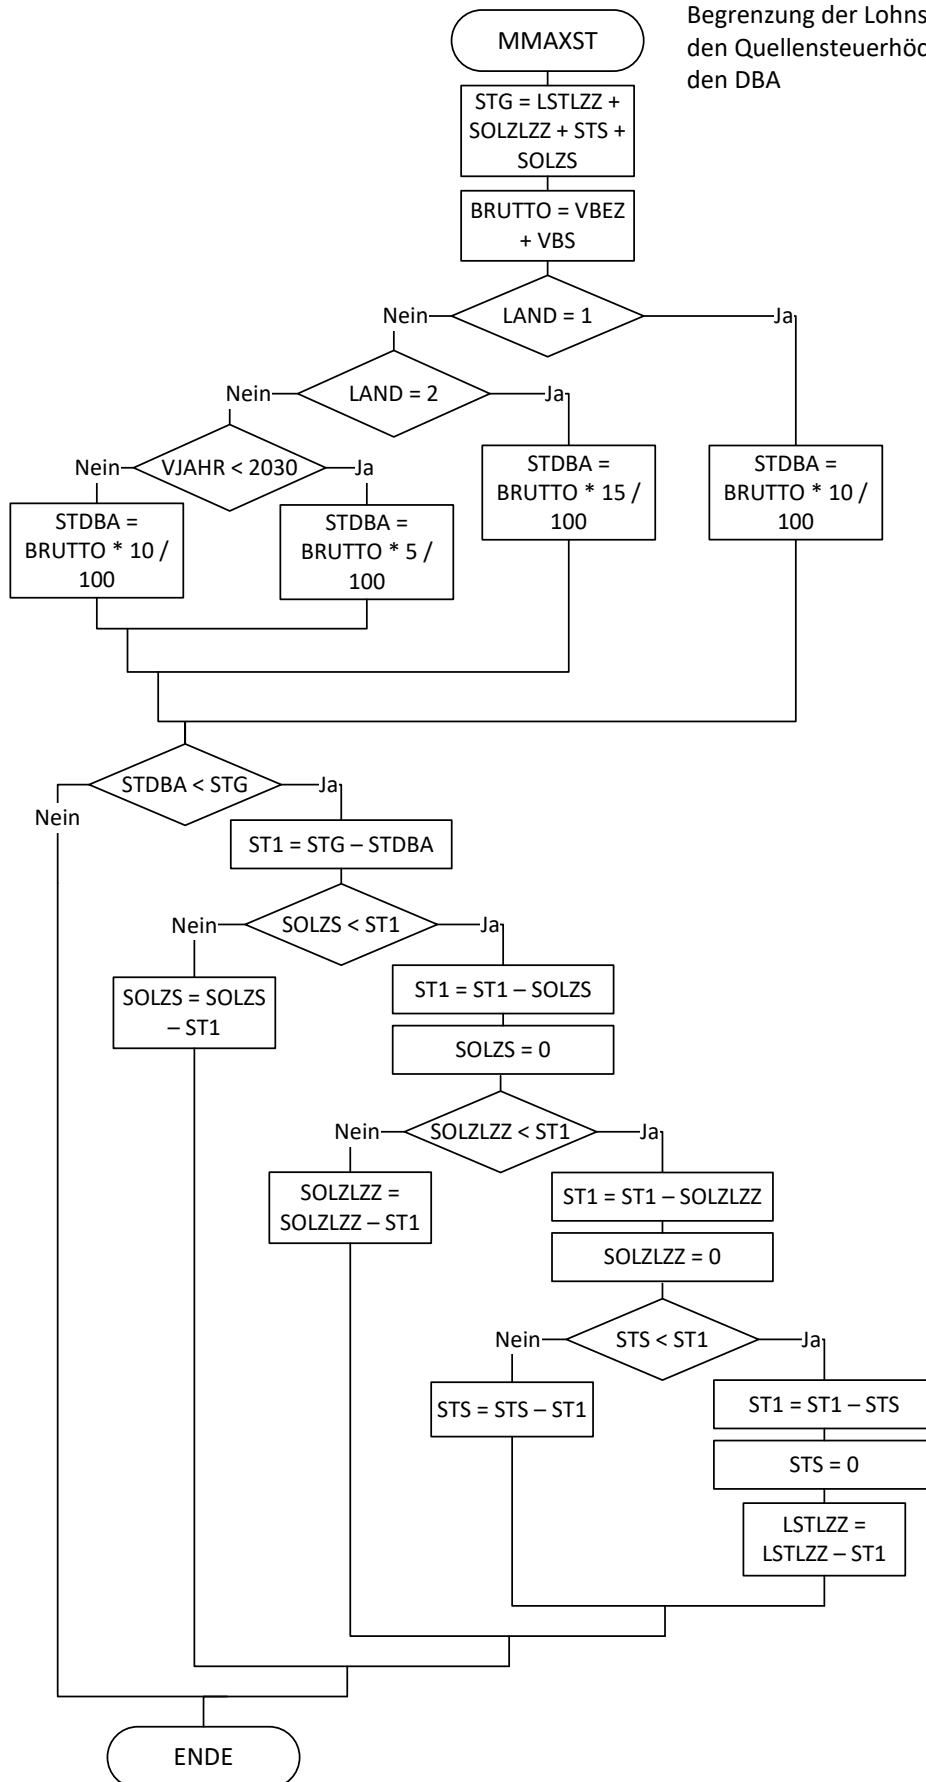 MMAXST
Begrenzung der
den
den DBA
STG = LSTLZZ +
SOLZLZZ + STS +
SOLZS
BRUTTO = VBEZ
+ VBS
LAND = 1
Nein
Ja
LAND = 2
Nein
Ja
VJAHR < 2030
Nein
Ja
STDBA =
BRUTTO * 10 /
100
STDBA =
BRUTTO * 5 /
100
STDBA =
BRUTTO * 15 /
100
STDBA =
BRUTTO * 10 /
100
STDBA < STG
Nein
Ja
ST1 = STG – STDBA
SOLZS < ST1
Nein
Ja
SOLZS = SOLZS
– ST1
ST1 = ST1 – SOLZS
SOLZS = 0
SOLZLZZ < ST1
Nein
Ja
SOLZLZZ =
SOLZLZZ – ST1
ST1 = ST1 – SOLZLZZ
SOLZLZZ = 0
STS < ST1
Nein
Ja
STS = STS – ST1
ST1 = ST1 – STS
STS = 0
LSTLZZ =
LSTLZZ – ST1
ENDE